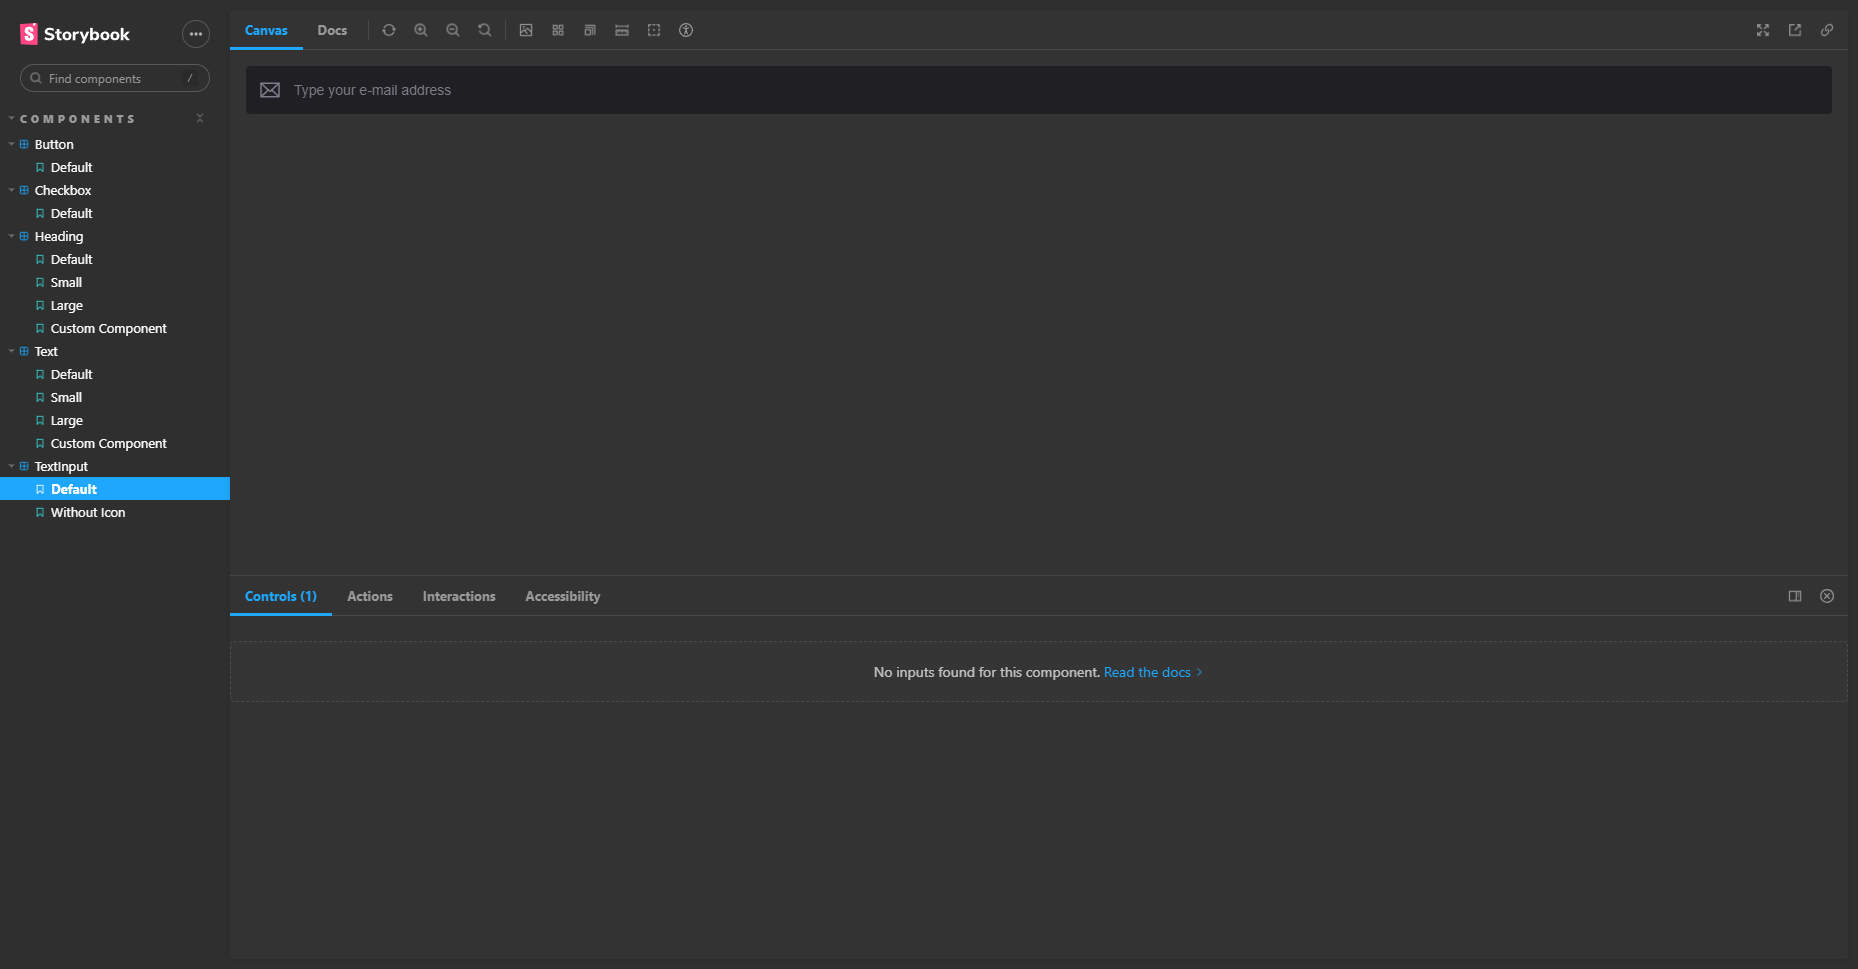 Storybook
Find components /
COMPONENTS
Button
Default
Checkbox
Default
Heading
Default
Small
Large
Custom Component
Text
Default
Small
Large
Custom Component
TextInput
Default
Without Icon
Canvas Docs
Type your e-mail address
Controls (1) Actions Interactions Accessibility
No inputs found for this component. Read the docs